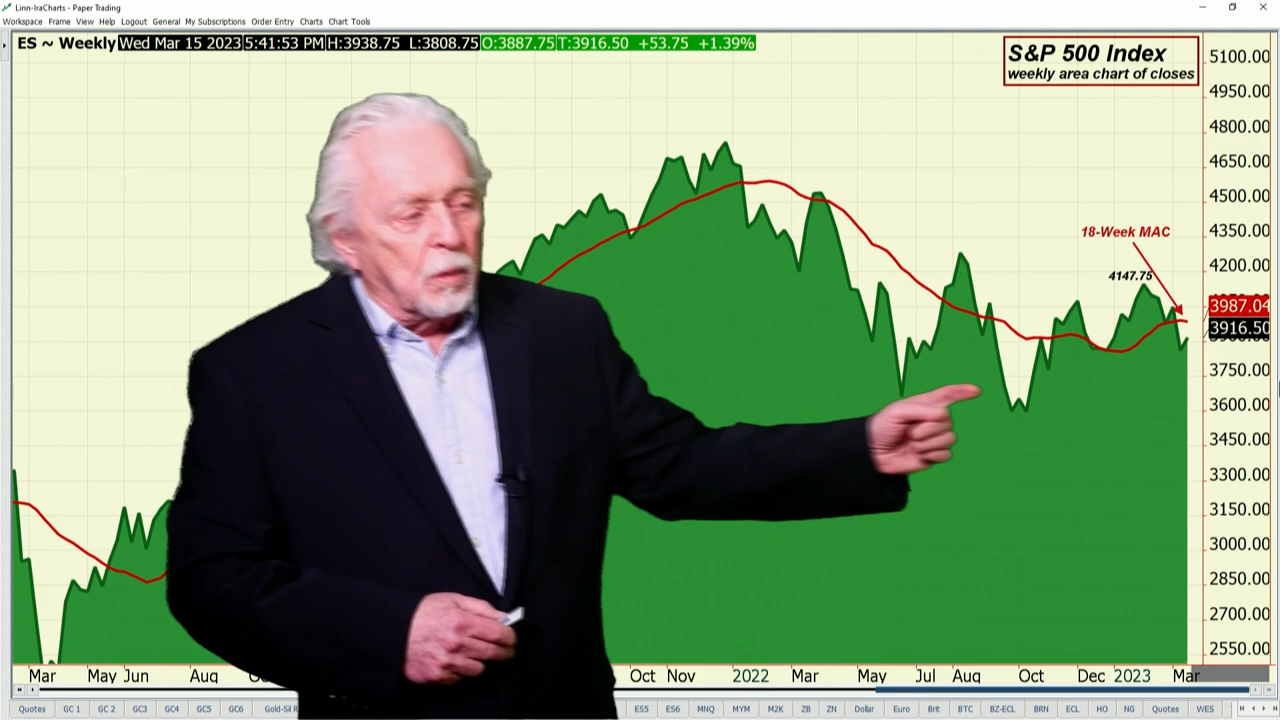 Linn-IraCharts - Paper Trading
Workspace Frame View Help Logout General My Subscriptions Order Entry Charts Chart Tools
ES ~ Weekly Wed Mar 15 2023 5:41:53 PM H:3938.75 L:3808.75 O:3887.75 T:3916.50 +53.75 +1.39%
S&P 500 Index
weekly area chart of closes
5100.00
4950.00
4800.00
4650.00
4500.00
4350.00
18-Week MAC
4200.00
4147.75
3987.04
3916.50
3750.00
3600.00
3450.00
3300.00
3150.00
3000.00
2850.00
2700.00
2550.00
Mar May Jun Aug Oct Nov 2022 Mar May Jul Aug Oct Dec 2023 Mar
Quotes GC 1 GC 2 GC3 GC4 GC5 GC6 Gold-Sil ES5 ES6 MNQ MYM M2K ZB ZN Dollar Euro Brit BTC BZ-ECL BRN ECL HO NG Quotes WES